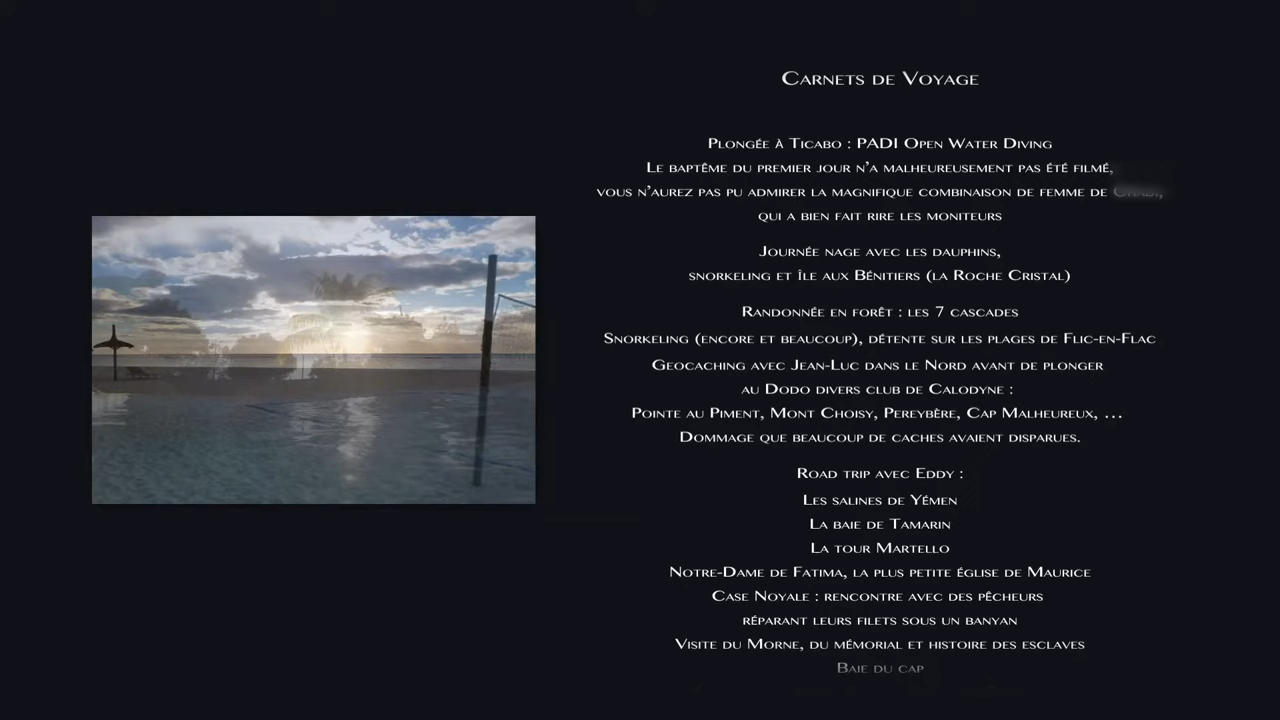 Carnets de Voyage
Plongée à Ticabo : PADI Open Water Diving
Le baptême du premier jour n'a malheureusement pas été filmé,
vous n'aurez pas pu admirer la magnifique combinaison de femme de
qui a bien fait rire les moniteurs
Journée nage avec les dauphins,
snorkeling et île aux Bénitiers (la Roche Cristal)
Randonnée en forêt : les 7 cascades
Snorkeling (encore et beaucoup), détente sur les plages de Flic-en-Flac
Geocaching avec Jean-Luc dans le Nord avant de plonger
au Dodo divers club de Calodyne :
Pointe au Piment, Mont Choisy, Pereybère, Cap Malheureux, ...
Dommage que beaucoup de caches avaient disparues.
Road trip avec Eddy :
Les salines de Yémen
La baie de Tamarin
La tour Martello
Notre-Dame de Fatima, la plus petite église de Maurice
Case Noyale : rencontre avec des pêcheurs
réparant leurs filets sous un banyan
Visite du Morne, du mémorial et histoire des esclaves
Baie du cap